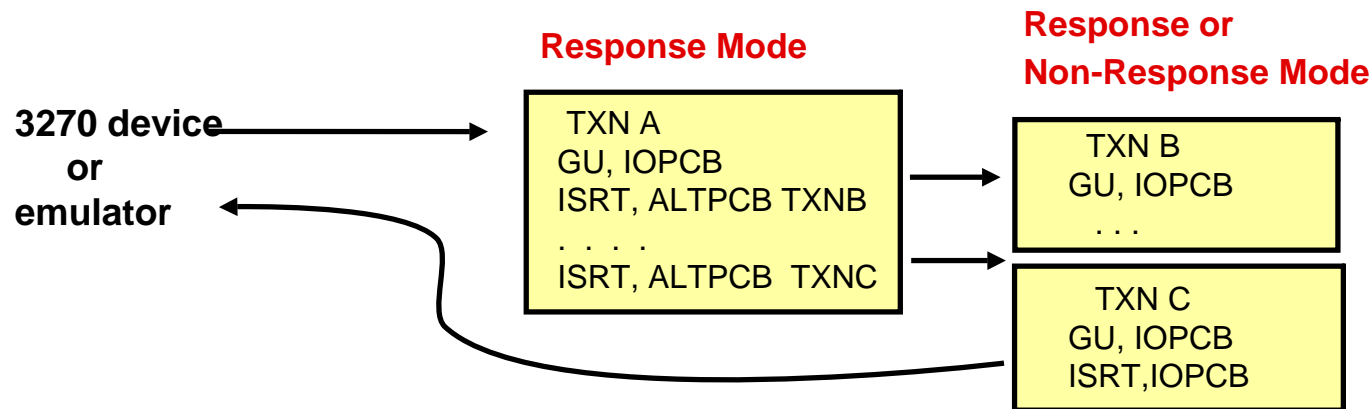 Response Mode
Response or
Non-Response Mode
3270 device
or
emulator
TXN A
GU, IOPCB
ISRT, ALTPCB TXNB
. . . .
ISRT, ALTPCB TXNC
TXN B
GU, IOPCB
. . .
TXN C
GU, IOPCB
ISRT,IOPCB